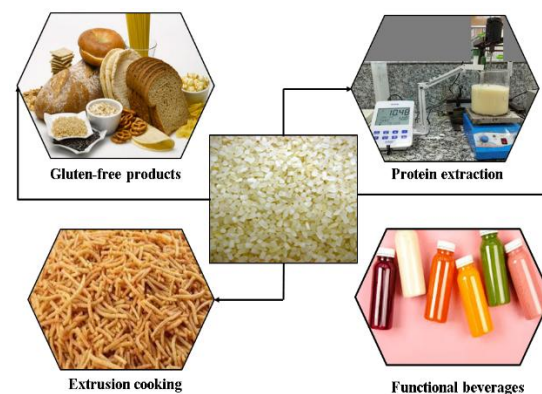 Gluten-free products
Protein extraction
Extrusion cooking
Functional beverages